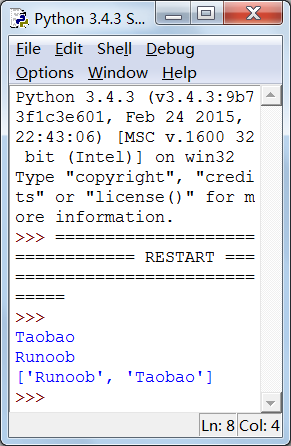 Python 3.4.3 S...
File Edit Shell Debug
Options Window Help
Python 3.4.3 (v3.4.3:9b7
3f1c3e601, Feb 24 2015,
22:43:06) [MSC v.1600 32
 bit (Intel)] on win32
Type "copyright", "credi
ts" or "license()" for m
ore information.
>>> ====================
============ RESTART ===
========================
=====
>>>
Taobao
Runoob
['Runoob', 'Taobao']
>>>
Ln: 8 Col: 4